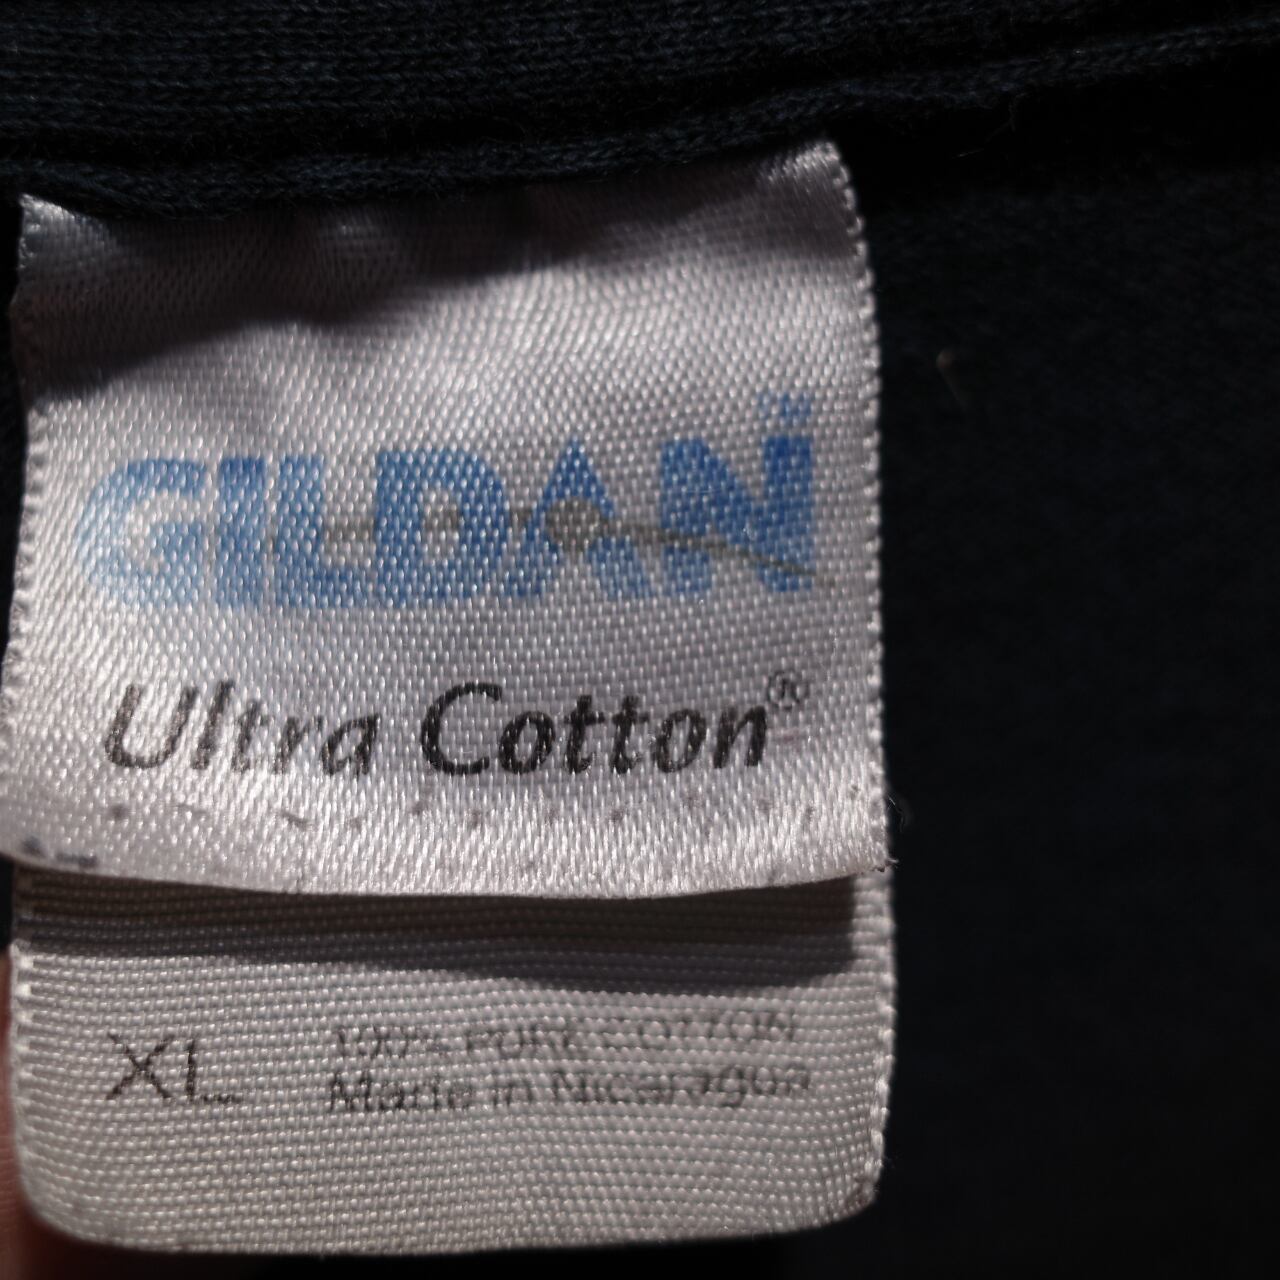 GILDAN
Ultra Cotton®
XL
100% PURE COTTON
Made in Nicaragua